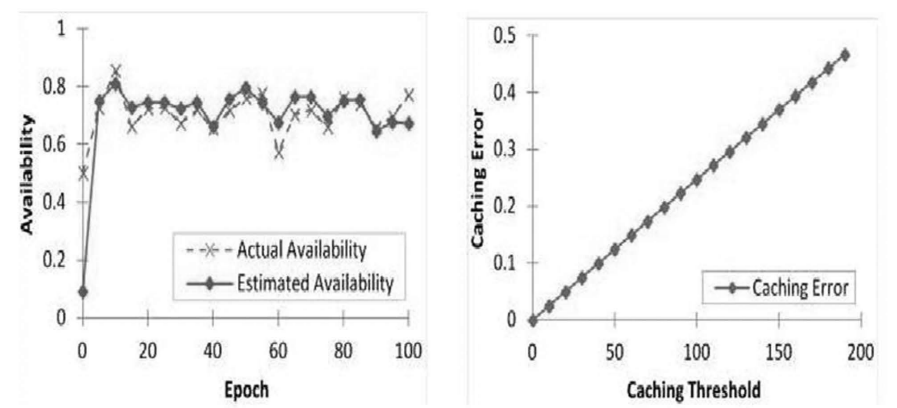 1
0.8
0.6
0.4
0.2
0
0 20 40 60 80 100
Availability
Epoch
Actual Availability
Estimated Availability
0.5
0.4
0.3
0.2
0.1
0
0 50 100 150 200
Caching Error
Caching Threshold
Caching Error